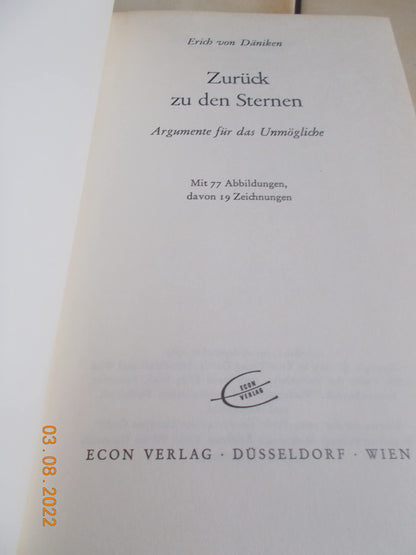 Erich von Däniken
Zurück
zu den Sternen
Argumente für das Unmögliche
Mit 77 Abbildungen,
davon 19 Zeichnungen
ECON
VERLAG
ECON VERLAG · DÜSSELDORF · WIEN
03.08.2022